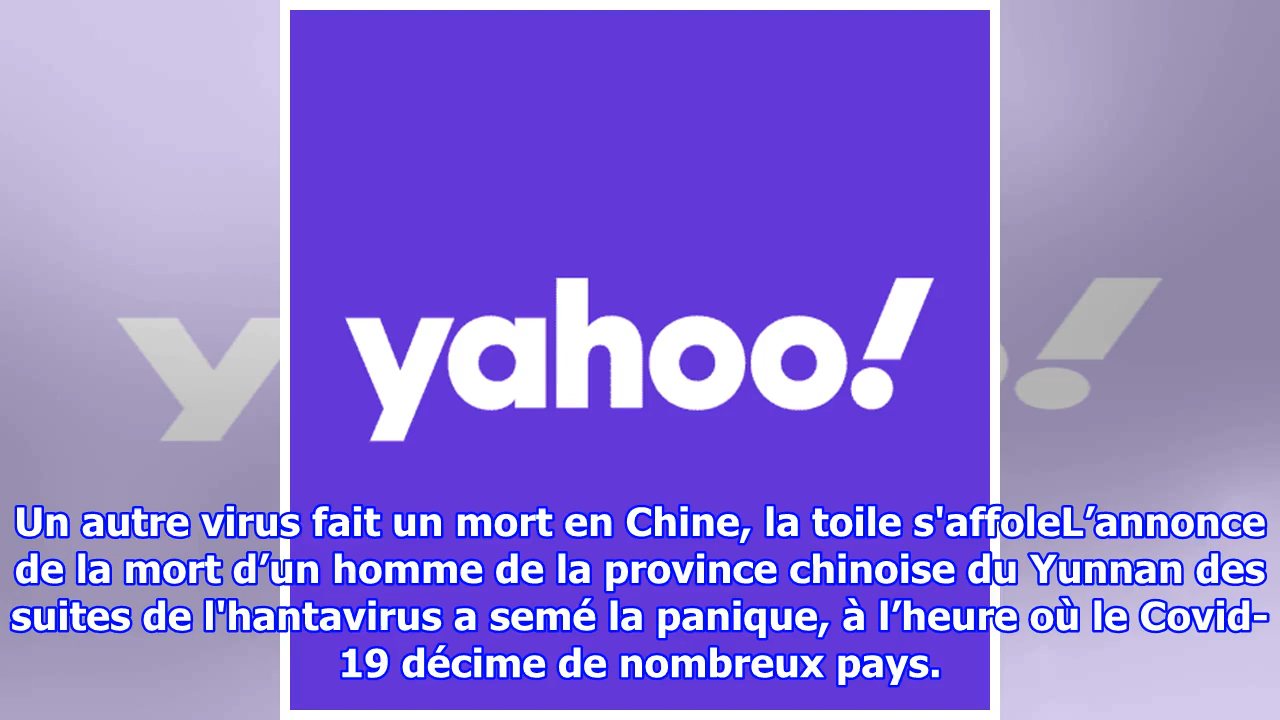 yahoo!
Un autre virus fait un mort en Chine, la toile s'affoleL’annonce
de la mort d’un homme de la province chinoise du Yunnan des
suites de l'hantavirus a semé la panique, à l’heure où le Covid-
19 décime de nombreux pays.